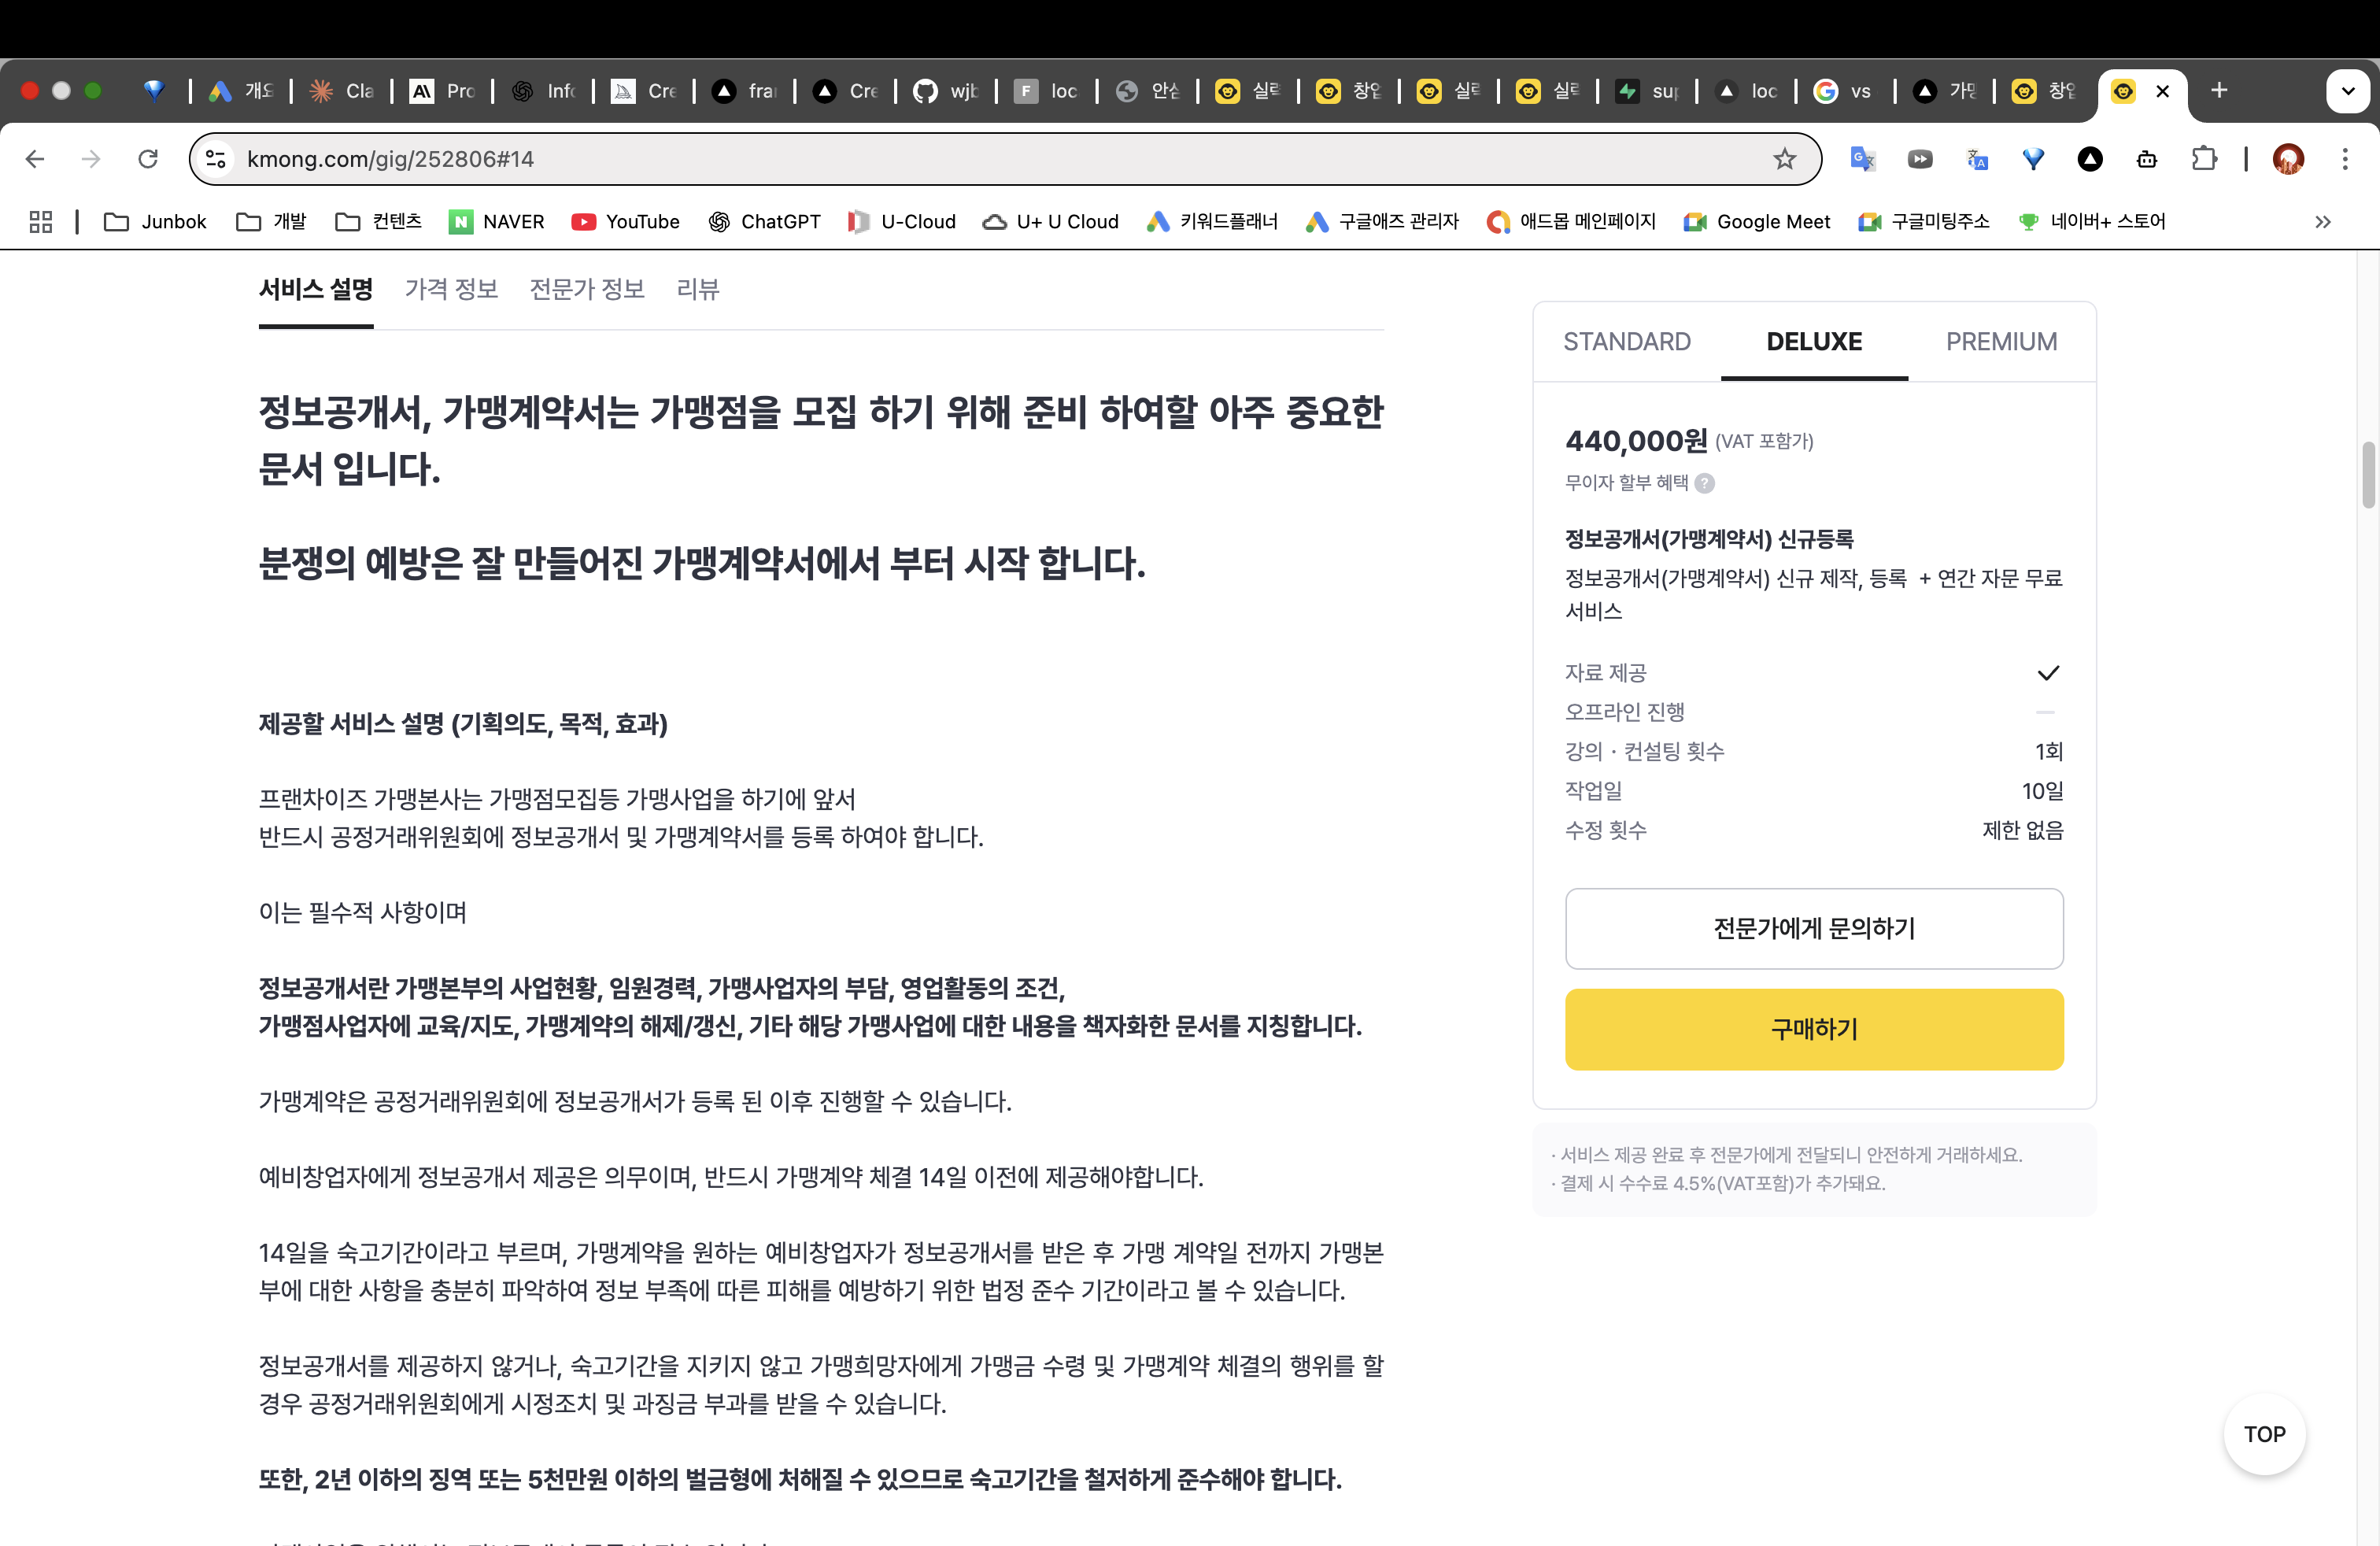 개요
Cla
Pro
Info
Cre
fra
Cre
wjb
loc
안심
실력
창업
실력
실력
sup
loc
vs
가맹
창업
kmong.com/gig/252806#14
Junbok
개발
컨텐츠
NAVER
YouTube
ChatGPT
U-Cloud
U+ U Cloud
키워드플래너
구글애즈 관리자
애드몹 메인페이지
Google Meet
구글미팅주소
네이버+ 스토어
서비스 설명 가격 정보 전문가 정보 리뷰
정보공개서, 가맹계약서는 가맹점을 모집 하기 위해 준비 하여할 아주 중요한
문서 입니다.
분쟁의 예방은 잘 만들어진 가맹계약서에서 부터 시작 합니다.
제공할 서비스 설명 (기획의도, 목적, 효과)
프랜차이즈 가맹본사는 가맹점모집등 가맹사업을 하기에 앞서
반드시 공정거래위원회에 정보공개서 및 가맹계약서를 등록 하여야 합니다.
이는 필수적 사항이며
정보공개서란 가맹본부의 사업현황, 임원경력, 가맹사업자의 부담, 영업활동의 조건,
가맹점사업자에 교육/지도, 가맹계약의 해제/갱신, 기타 해당 가맹사업에 대한 내용을 책자화한 문서를 지칭합니다.
가맹계약은 공정거래위원회에 정보공개서가 등록 된 이후 진행할 수 있습니다.
예비창업자에게 정보공개서 제공은 의무이며, 반드시 가맹계약 체결 14일 이전에 제공해야합니다.
14일을 숙고기간이라고 부르며, 가맹계약을 원하는 예비창업자가 정보공개서를 받은 후 가맹 계약일 전까지 가맹본
부에 대한 사항을 충분히 파악하여 정보 부족에 따른 피해를 예방하기 위한 법정 준수 기간이라고 볼 수 있습니다.
정보공개서를 제공하지 않거나, 숙고기간을 지키지 않고 가맹희망자에게 가맹금 수령 및 가맹계약 체결의 행위를 할
경우 공정거래위원회에게 시정조치 및 과징금 부과를 받을 수 있습니다.
또한, 2년 이하의 징역 또는 5천만원 이하의 벌금형에 처해질 수 있으므로 숙고기간을 철저하게 준수해야 합니다.
STANDARD DELUXE PREMIUM
440,000원 (VAT 포함가)
무이자 할부 혜택 ?
정보공개서(가맹계약서) 신규등록
정보공개서(가맹계약서) 신규 제작, 등록 + 연간 자문 무료
서비스
자료 제공
오프라인 진행
강의 · 컨설팅 횟수 1회
작업일 10일
수정 횟수 제한 없음
전문가에게 문의하기
구매하기
· 서비스 제공 완료 후 전문가에게 전달되니 안전하게 거래하세요.
· 결제 시 수수료 4.5%(VAT포함)가 추가돼요.
TOP